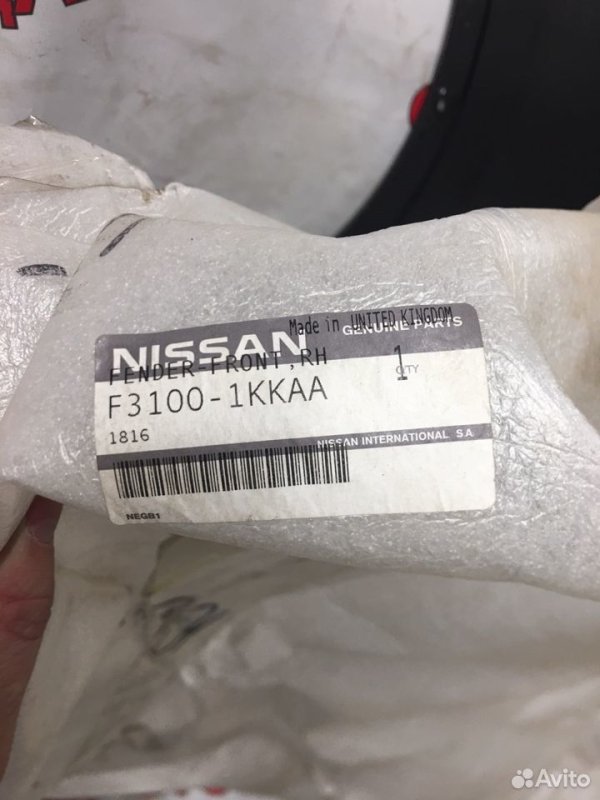 Made in UNITED KINGDOM
NISSAN GENUINE PARTS
FENDER-FRONT,RH 1 QTY
F3100-1KKAA
1816
NISSAN INTERNATIONAL S.A.
NEGB1
Avito